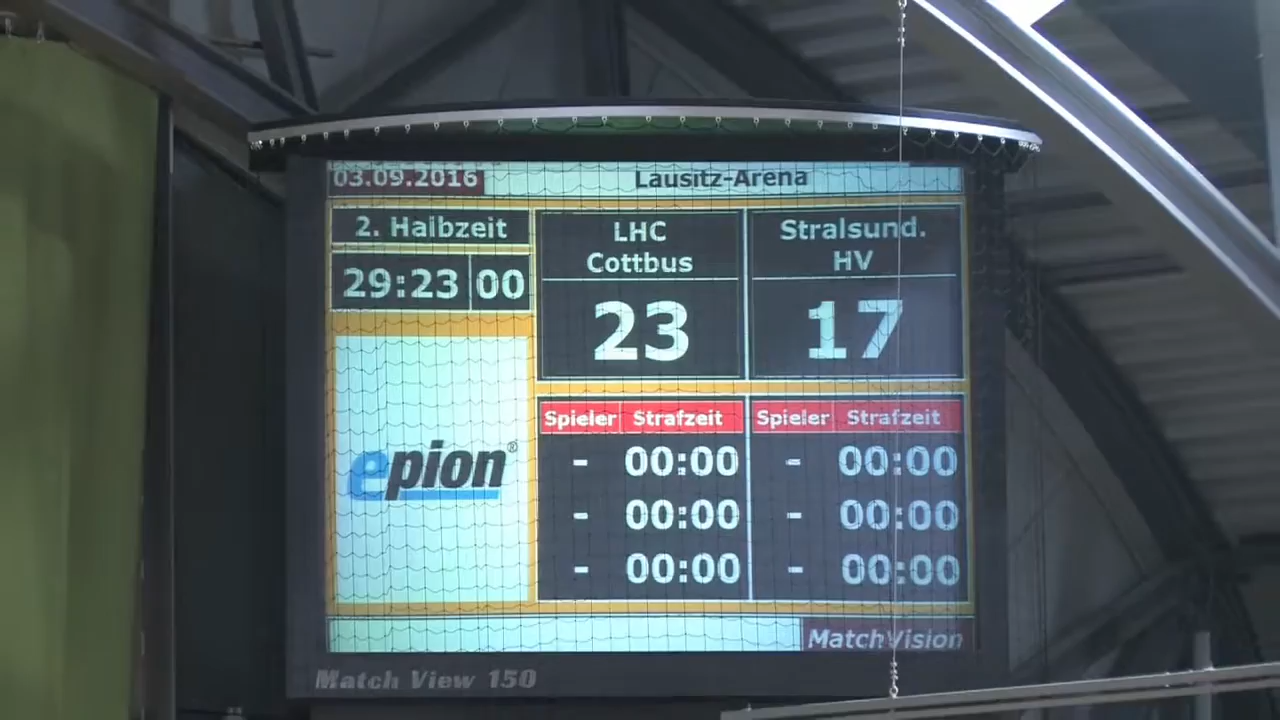 03.09.2016 Lausitz-Arena
2. Halbzeit
29:23 00
LHC
Cottbus
23
Stralsund.
HV
17
epion®
Spieler Strafzeit Spieler Strafzeit
- 00:00 - 00:00
- 00:00 - 00:00
- 00:00 - 00:00
MatchVision
Match View 150